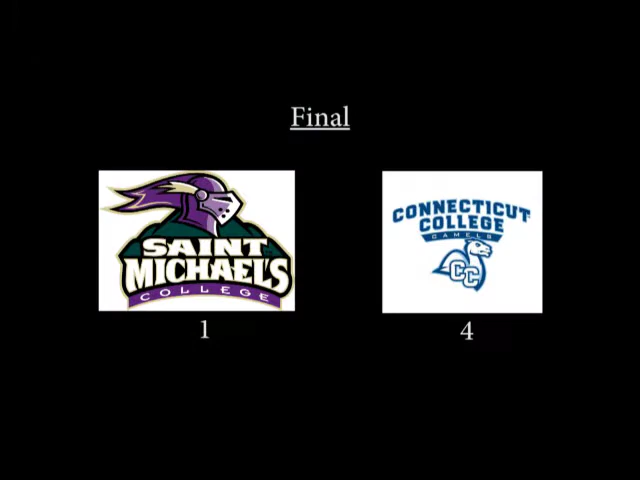 Final
SAINT
MICHAEL'S
COLLEGE
1
CONNECTICUT
COLLEGE
CAMELS
CC
4